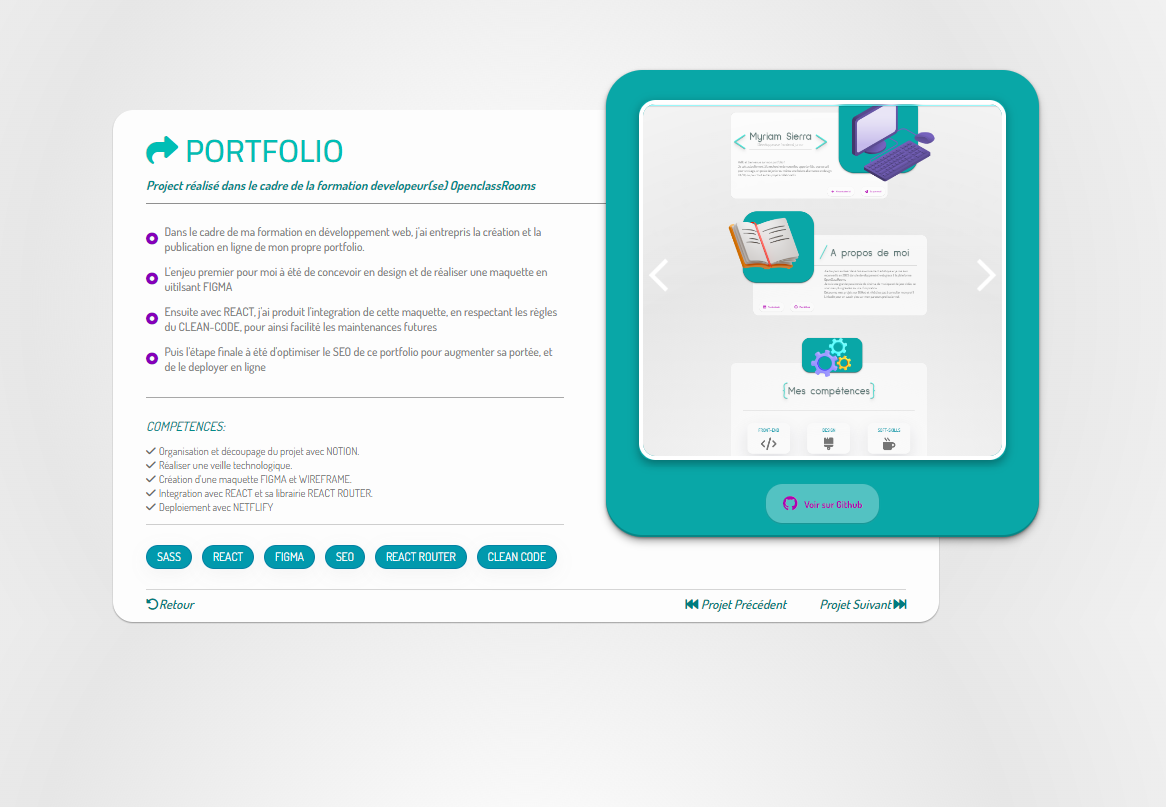 PORTFOLIO
Project réalisé dans le cadre de la formation developeur(se) OpenclassRooms
Dans le cadre de ma formation en développement web, j'ai entrepris la création et la
publication en ligne de mon propre portfolio.
L'enjeu premier pour moi à été de concevoir en design et de réaliser une maquette en
uitilsant FIGMA
Ensuite avec REACT, j'ai produit l'integration de cette maquette, en respectant les règles
du CLEAN-CODE, pour ainsi facilité les maintenances futures
Puis l'étape finale à été d'optimiser le SEO de ce portfolio pour augmenter sa portée, et
de le deployer en ligne
COMPETENCES:
Organisation et découpage du projet avec NOTION.
Réaliser une veille technologique.
Création d'une maquette FIGMA et WIREFRAME.
Integration avec REACT et sa librairie REACT ROUTER.
Deploiement avec NETFLIFY
SASS REACT FIGMA SEO REACT ROUTER CLEAN CODE
Retour Projet Précédent Projet Suivant
Myriam Sierra
A propos de moi
{Mes compétences}
FRONT-END DESIGN SOFT-SKILLS
Voir sur Github